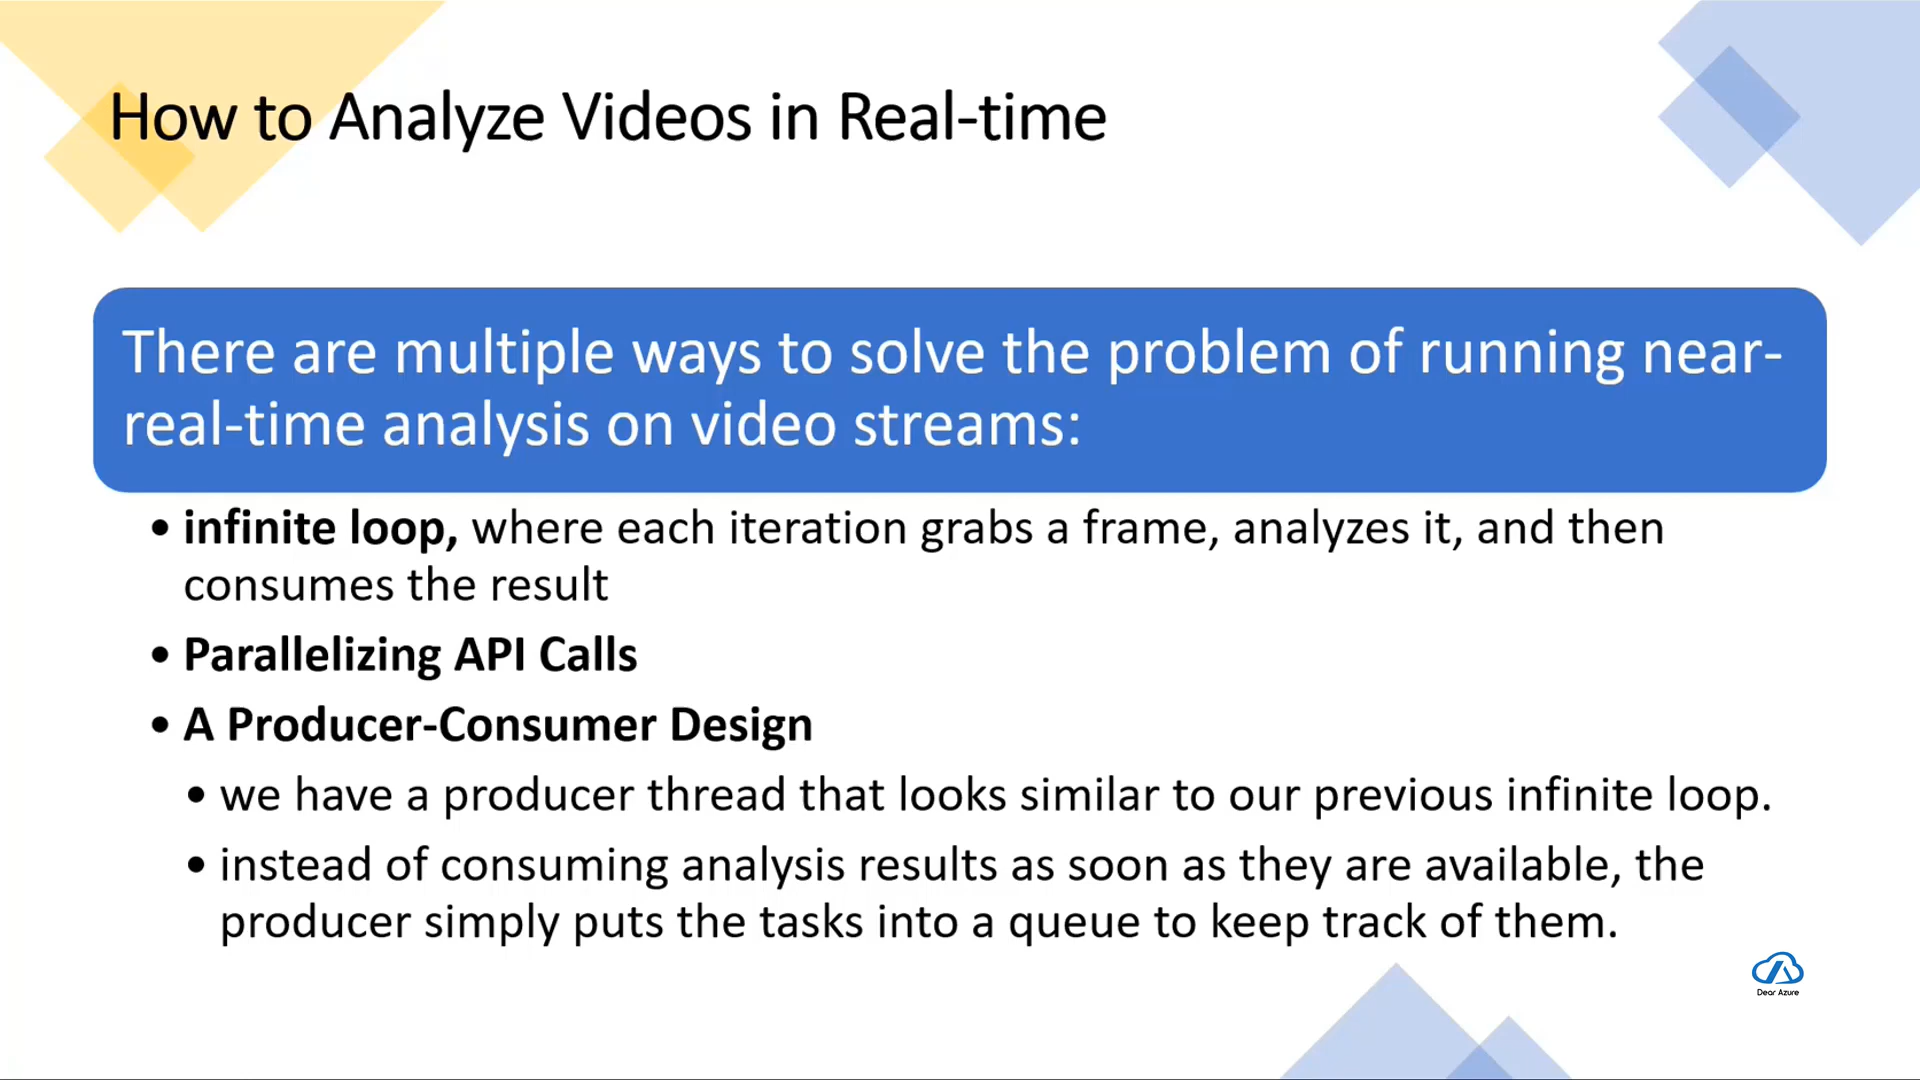 How to Analyze Videos in Real-time
There are multiple ways to solve the problem of running near-
real-time analysis on video streams:
• infinite loop, where each iteration grabs a frame, analyzes it, and then
consumes the result
• Parallelizing API Calls
• A Producer-Consumer Design
• we have a producer thread that looks similar to our previous infinite loop.
• instead of consuming analysis results as soon as they are available, the
producer simply puts the tasks into a queue to keep track of them.
Dear Azure